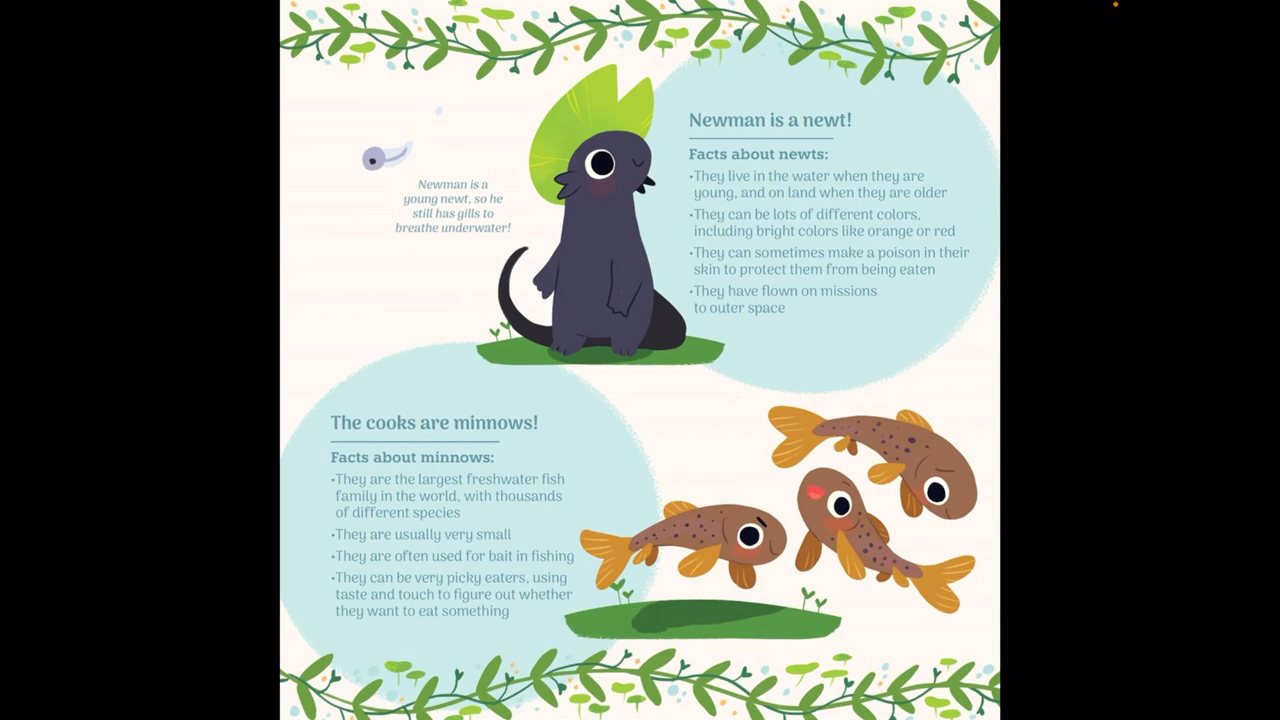 Newman is a newt!
Facts about newts:
•They live in the water when they are
young, and on land when they are older
•They can be lots of different colors,
including bright colors like orange or red
•They can sometimes make a poison in their
skin to protect them from being eaten
•They have flown on missions
to outer space
Newman is a
young newt, so he
still has gills to
breathe underwater!
The cooks are minnows!
Facts about minnows:
•They are the largest freshwater fish
family in the world, with thousands
of different species
•They are usually very small
•They are often used for bait in fishing
•They can be very picky eaters, using
taste and touch to figure out whether
they want to eat something